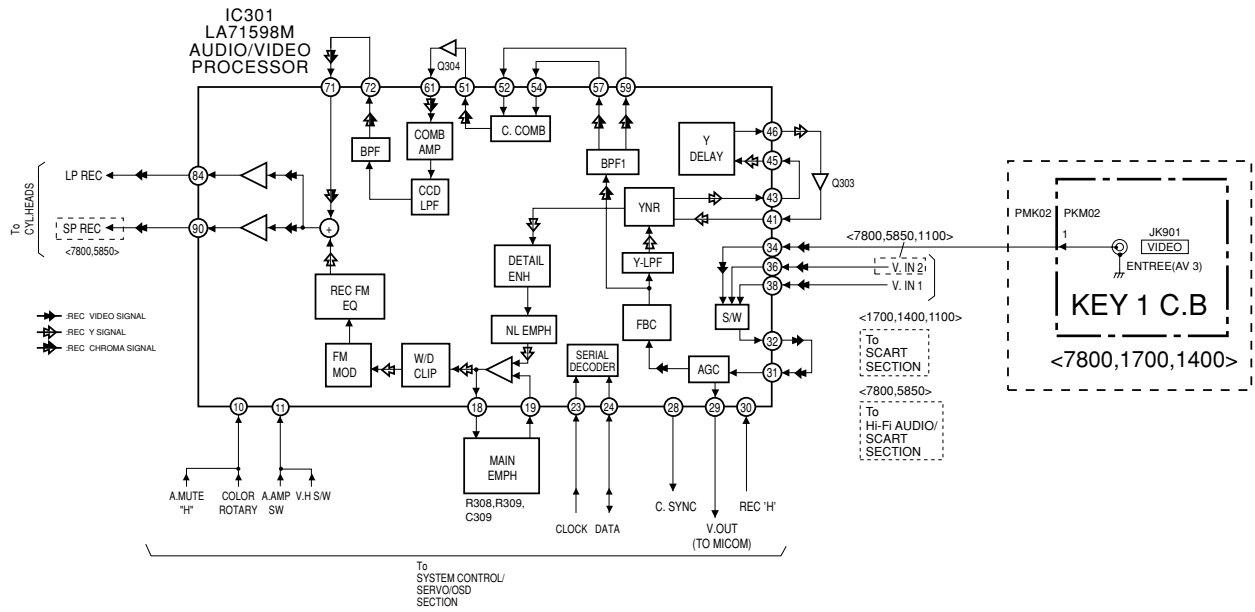 IC301
LA71598M
AUDIO/VIDEO
PROCESSOR
Q304
71
72
61
51
52
54
57
59
COMB
AMP
C. COMB
BPF
CCD
LPF
BPF1
Y
DELAY
46
45
Q303
43
41
YNR
84
LP REC
90
SP REC
<7800,5850>
To
CYL.HEADS
+
Y-LPF
DETAIL
ENH
REC FM
EQ
FBC
S/W
34
36
38
<7800,5850,1100>
V. IN 2
V. IN 1
PMK02
PKM02
1
JK901
VIDEO
ENTREE(AV 3)
KEY 1 C.B
<7800,1700,1400>
:REC VIDEO SIGNAL
:REC Y SIGNAL
:REC CHROMA SIGNAL
NL EMPH
FM
MOD
W/D
CLIP
SERIAL
DECODER
AGC
32
31
<1700,1400,1100>
To
SCART
SECTION
<7800,5850>
To
Hi-Fi AUDIO/
SCART
SECTION
10
11
18
19
23
24
28
29
30
MAIN
EMPH
R308,R309,
C309
A.MUTE
"H"
COLOR
ROTARY
A.AMP
SW
V.H S/W
CLOCK
DATA
C. SYNC
V.OUT
(TO MICOM)
REC 'H'
To
SYSTEM CONTROL/
SERVO/OSD
SECTION